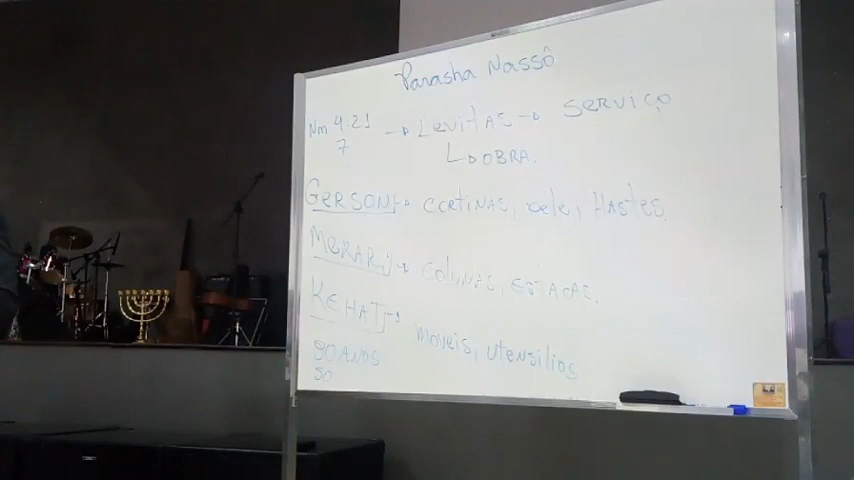 Parasha Nassô
Nm 4:21 → Levitas → Serviço
7 ↳ OBRA.
GERSON → CORTINAS, pele, HASTES.
MERARI → COLUNAS, ESTACAS.
KEHAT → MOVEIS, UTENSILIOS
30 ANOS
50